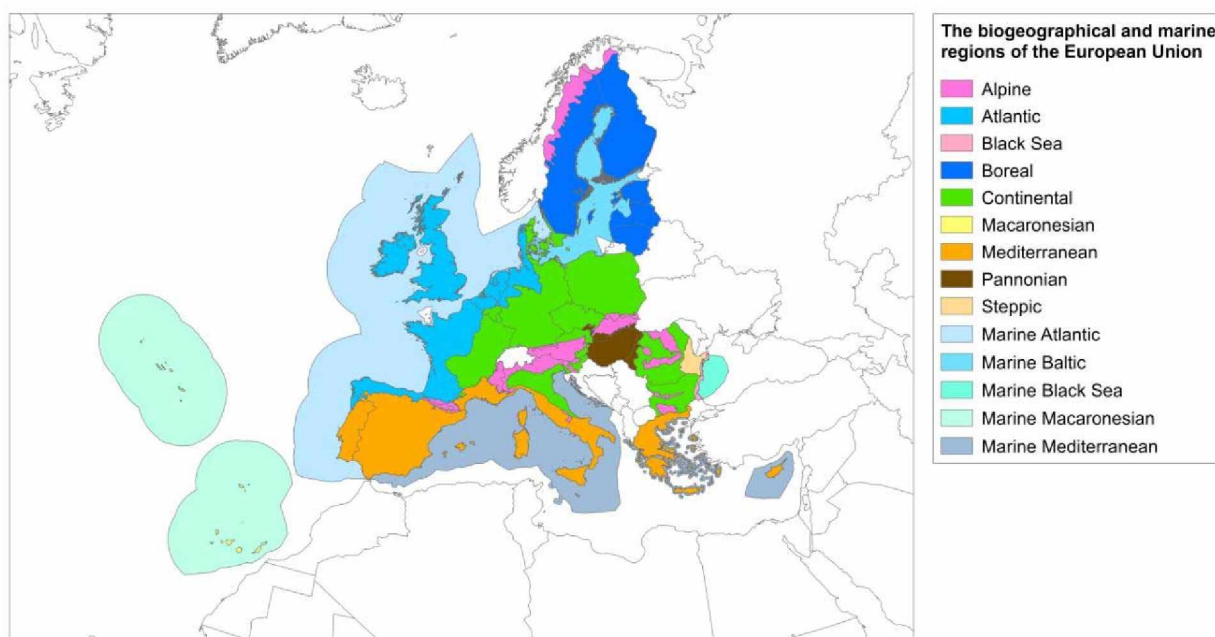 The biogeographical and marine
regions of the European Union
Alpine
Atlantic
Black Sea
Boreal
Continental
Macaronesian
Mediterranean
Pannonian
Steppic
Marine Atlantic
Marine Baltic
Marine Black Sea
Marine Macaronesian
Marine Mediterranean